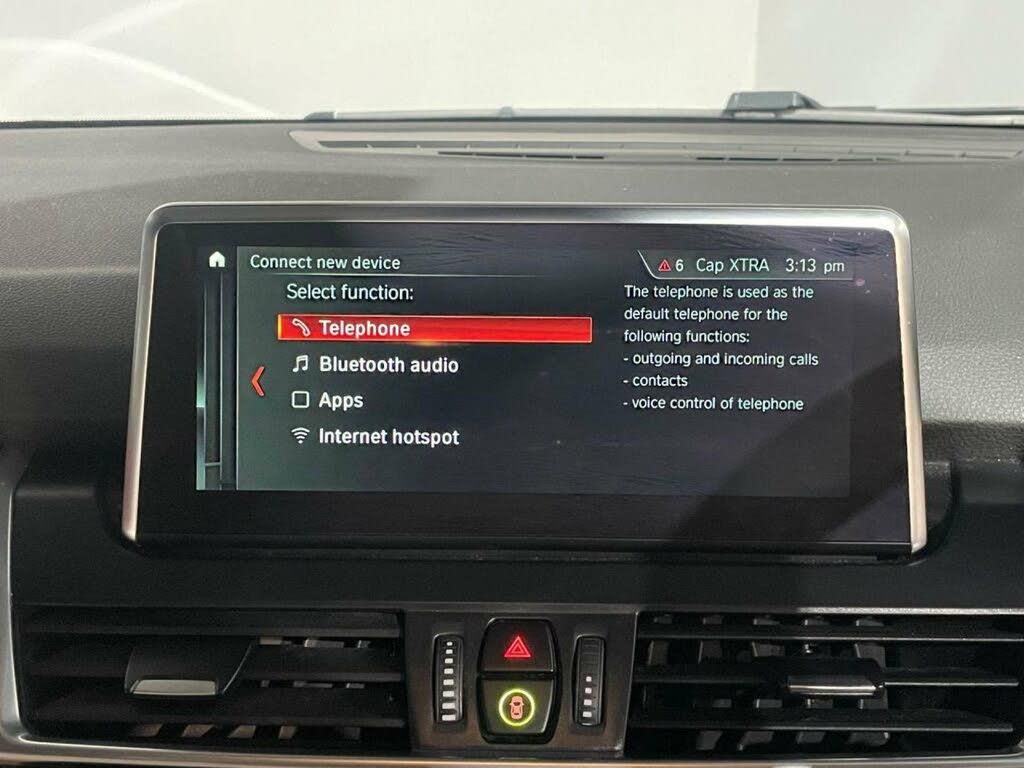 Connect new device
6 Cap XTRA 3:13 pm
Select function:
Telephone
Bluetooth audio
Apps
Internet hotspot
The telephone is used as the
default telephone for the
following functions:
- outgoing and incoming calls
- contacts
- voice control of telephone